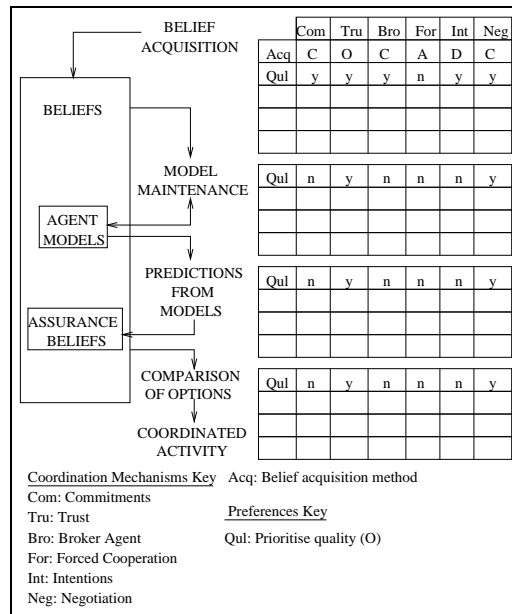 BELIEF
ACQUISITION
BELIEFS
MODEL
MAINTENANCE
AGENT
MODELS
PREDICTIONS
FROM
MODELS
ASSURANCE
BELIEFS
COMPARISON
OF OPTIONS
COORDINATED
ACTIVITY
Com Tru Bro For Int Neg
Acq C O C A D C
Qul y y y n y y
Qul n y n n n y
Qul n y n n n y
Qul n y n n n y
Coordination Mechanisms Key
Com: Commitments
Tru: Trust
Bro: Broker Agent
For: Forced Cooperation
Int: Intentions
Neg: Negotiation
Acq: Belief acquisition method
Preferences Key
Qul: Prioritise quality (O)